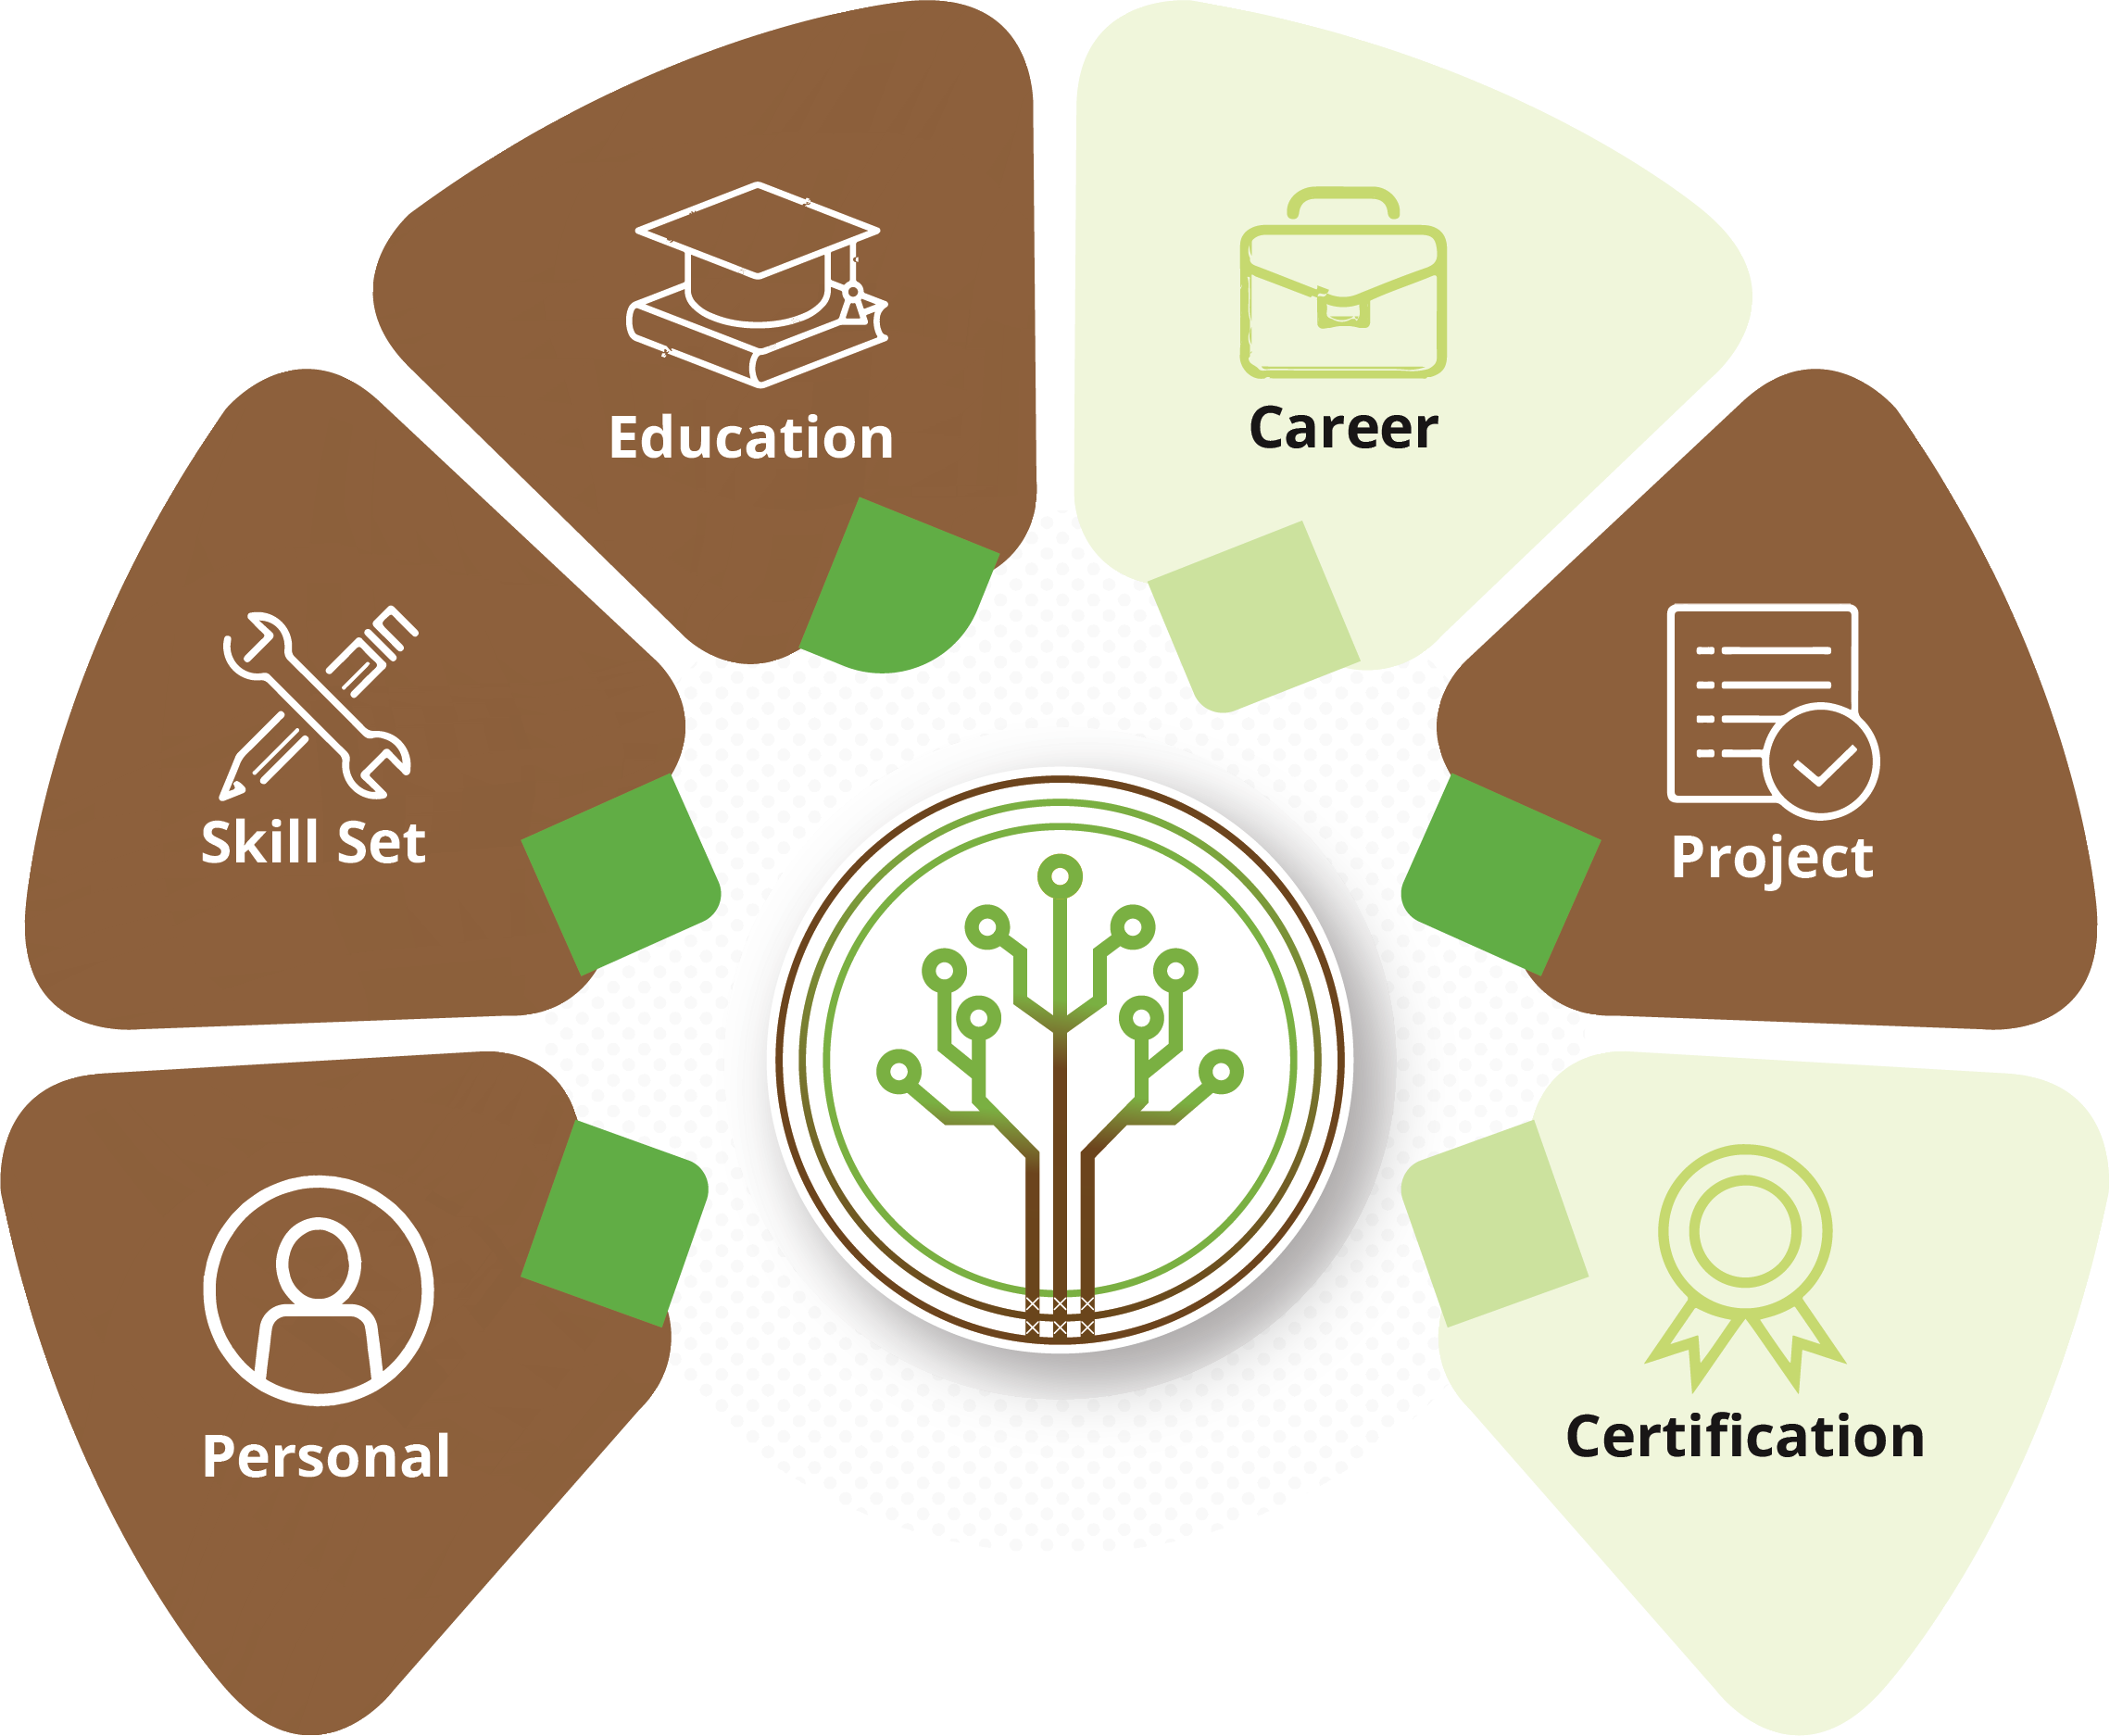 Education
Career
Skill Set
Project
Personal
Certification